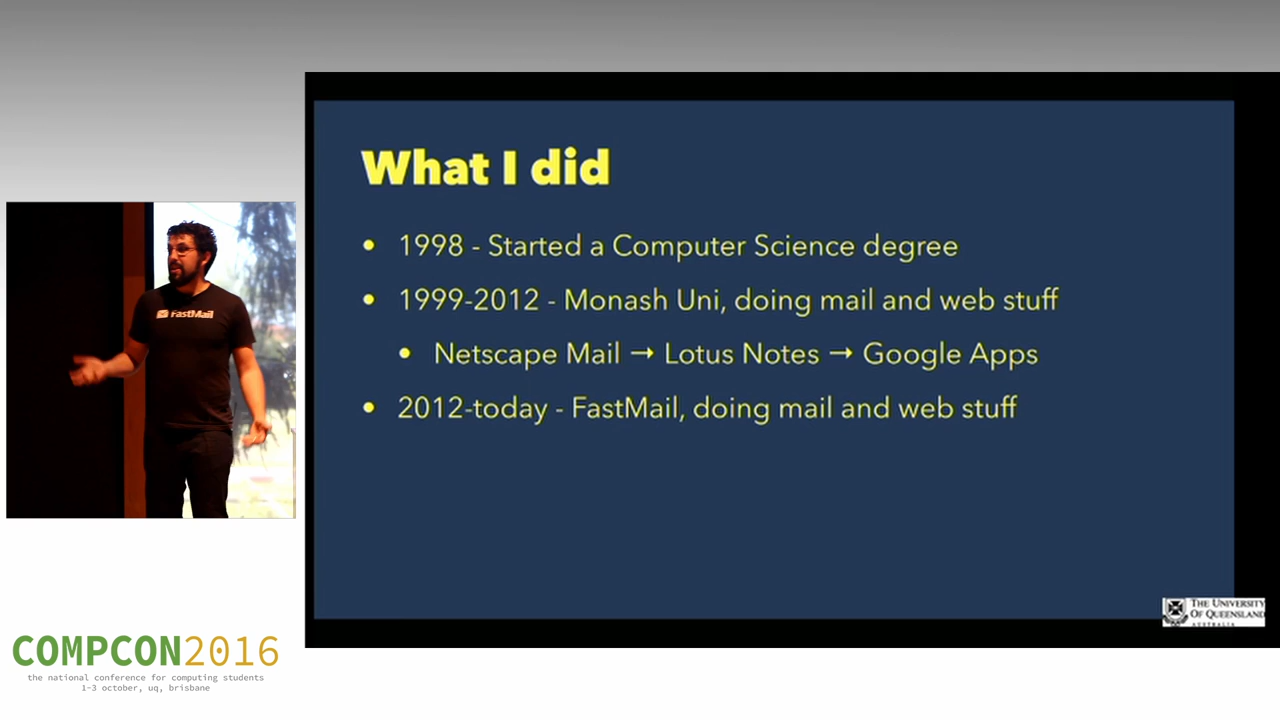 What I did
• 1998 - Started a Computer Science degree
• 1999-2012 - Monash Uni, doing mail and web stuff
• Netscape Mail → Lotus Notes → Google Apps
• 2012-today - FastMail, doing mail and web stuff
FastMail
THE UNIVERSITY
OF QUEENSLAND
AUSTRALIA
COMPCON2016
the national conference for computing students
1-3 october, uq, brisbane